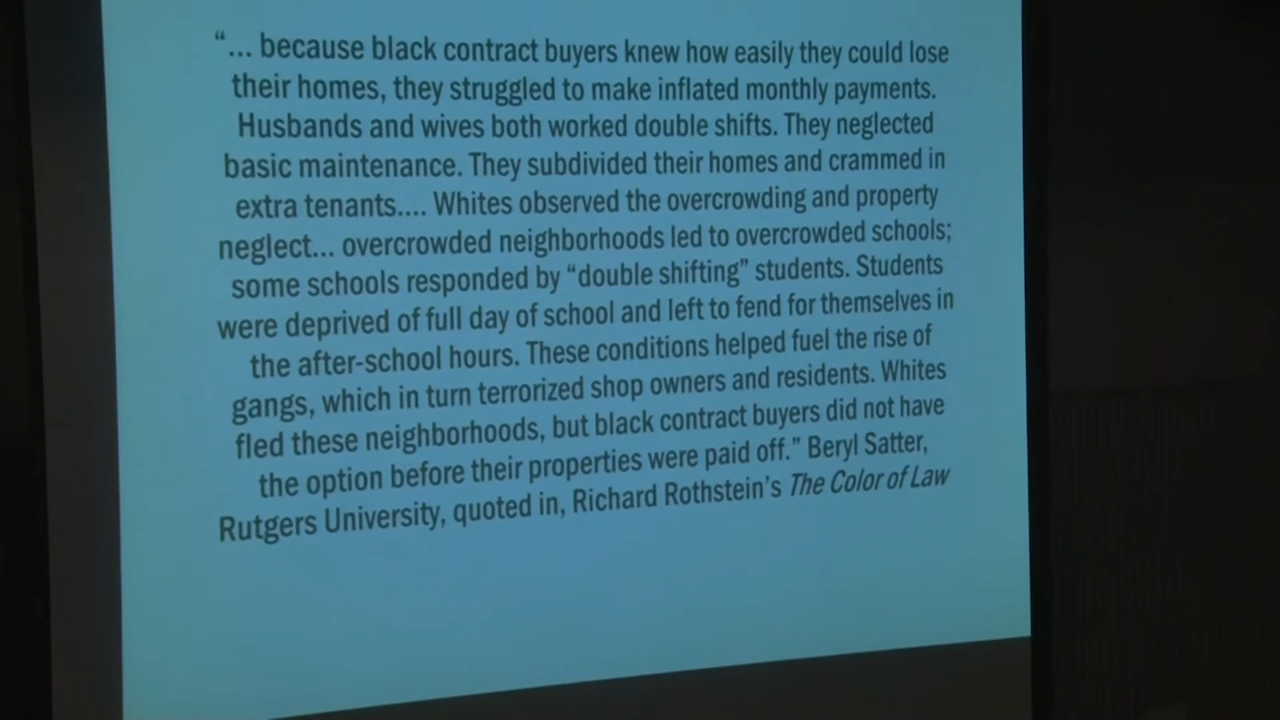 “... because black contract buyers knew how easily they could lose
their homes, they struggled to make inflated monthly payments.
Husbands and wives both worked double shifts. They neglected
basic maintenance. They subdivided their homes and crammed in
extra tenants.... Whites observed the overcrowding and property
neglect... overcrowded neighborhoods led to overcrowded schools;
some schools responded by “double shifting” students. Students
were deprived of full day of school and left to fend for themselves in
the after-school hours. These conditions helped fuel the rise of
gangs, which in turn terrorized shop owners and residents. Whites
fled these neighborhoods, but black contract buyers did not have
the option before their properties were paid off.” Beryl Satter,
Rutgers University, quoted in, Richard Rothstein’s The Color of Law